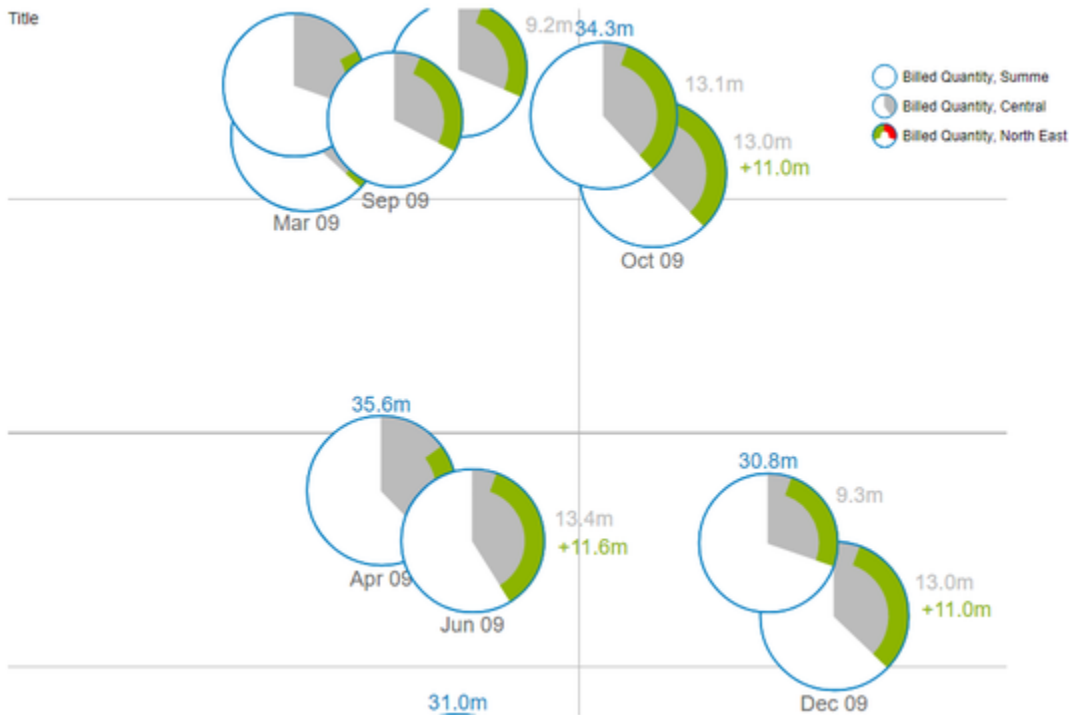 Title
9.2m
34.3m
13.1m
13.0m
+11.0m
Billed Quantity, Summe
Billed Quantity, Central
Billed Quantity, North East
Sep 09
Mar 09
Oct 09
35.6m
13.4m
+11.6m
Apr 09
Jun 09
30.8m
9.3m
13.0m
+11.0m
Dec 09
31.0m